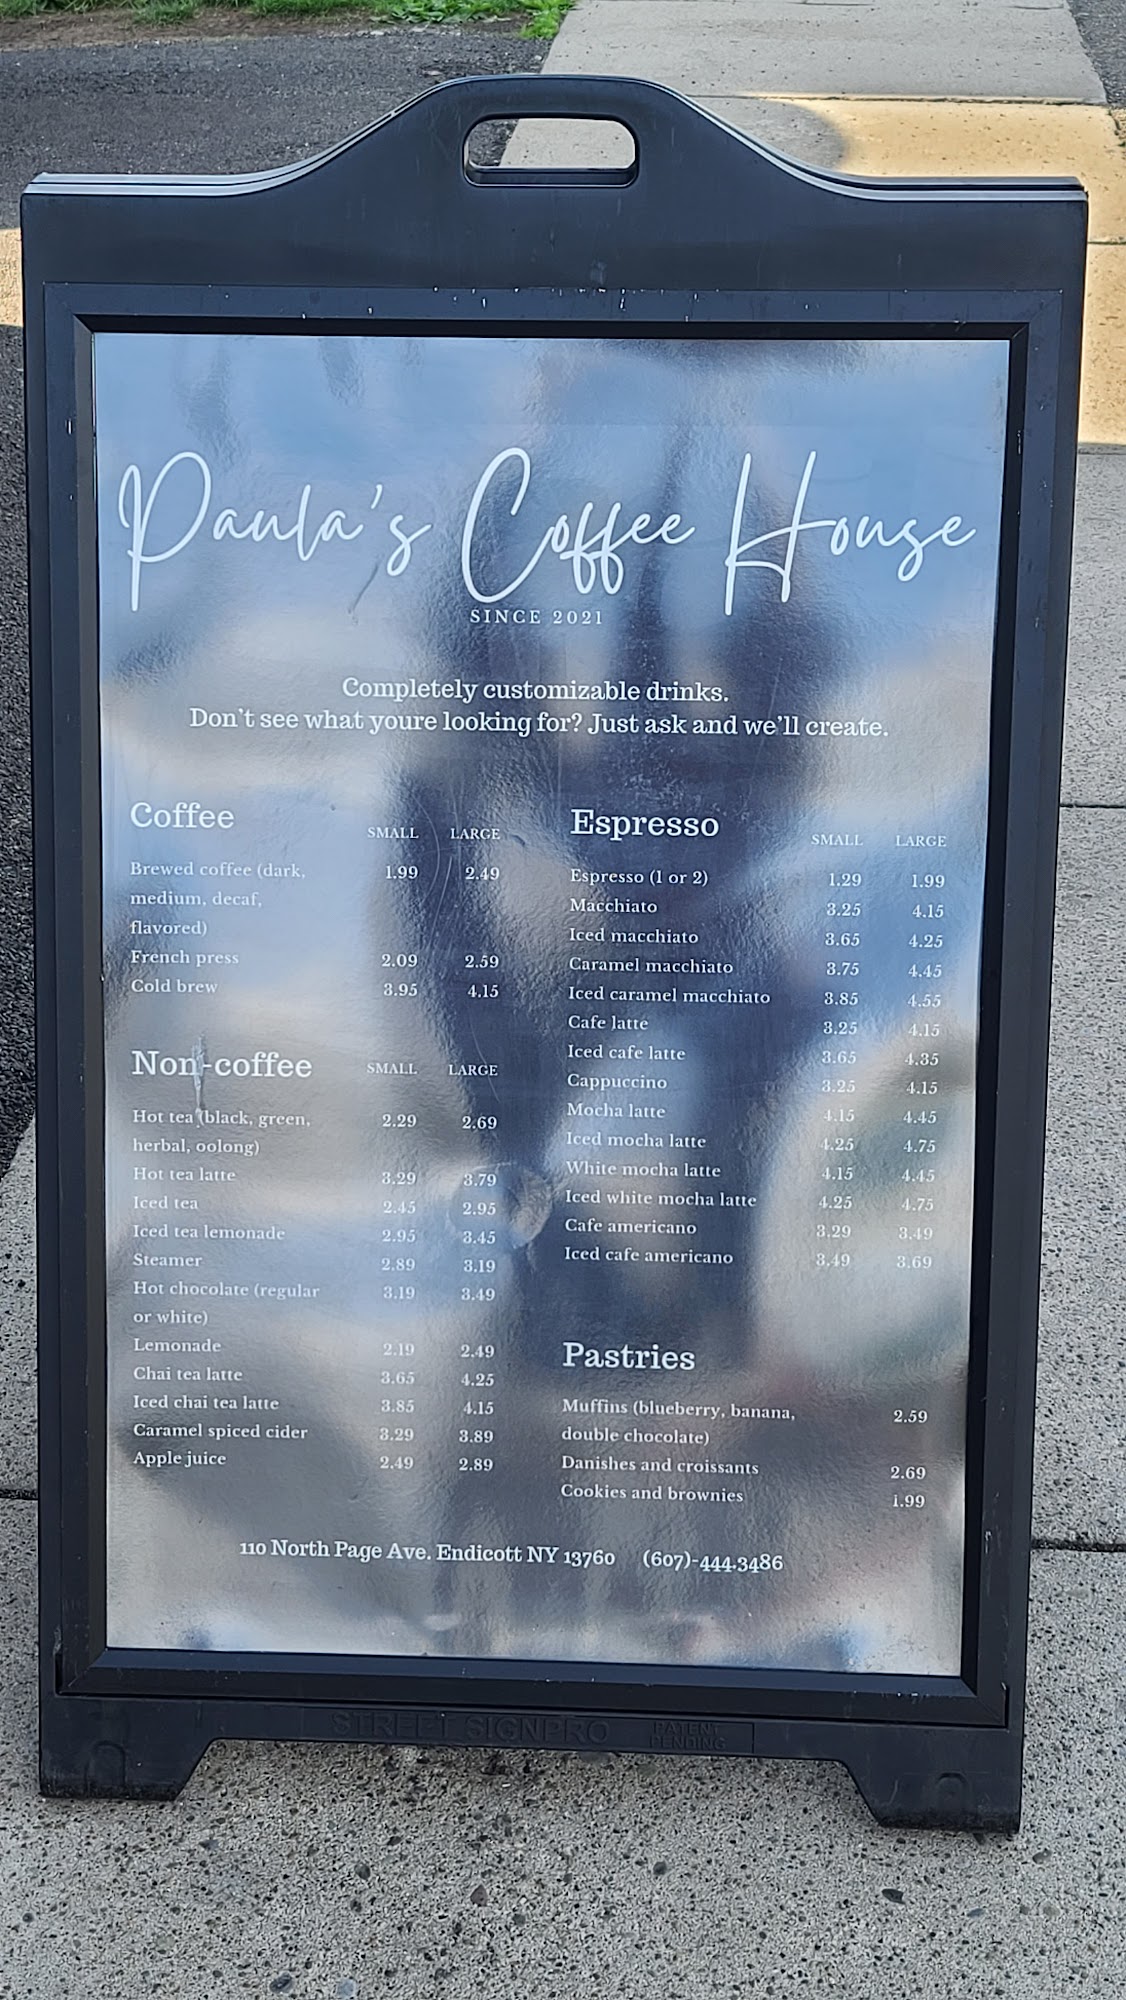 Paula's Coffee House
SINCE 2021
Completely customizable drinks.
Don't see what youre looking for? Just ask and we'll create.
Coffee SMALL LARGE
Brewed coffee (dark, 1.99 2.49
medium, decaf,
flavored)
French press 2.09 2.59
Cold brew 3.95 4.15
Non-coffee SMALL LARGE
Hot tea (black, green, 2.29 2.69
herbal, oolong)
Hot tea latte 3.29 3.79
Iced tea 2.45 2.95
Iced tea lemonade 2.95 3.45
Steamer 2.89 3.19
Hot chocolate (regular 3.19 3.49
or white)
Lemonade 2.19 2.49
Chai tea latte 3.65 4.25
Iced chai tea latte 3.85 4.15
Caramel spiced cider 3.29 3.89
Apple juice 2.49 2.89
Espresso SMALL LARGE
Espresso (1 or 2) 1.29 1.99
Macchiato 3.25 4.15
Iced macchiato 3.65 4.25
Caramel macchiato 3.75 4.45
Iced caramel macchiato 3.85 4.55
Cafe latte 3.25 4.15
Iced cafe latte 3.65 4.35
Cappuccino 3.25 4.15
Mocha latte 4.15 4.45
Iced mocha latte 4.25 4.75
White mocha latte 4.15 4.45
Iced white mocha latte 4.25 4.75
Cafe americano 3.29 3.49
Iced cafe americano 3.49 3.69
Pastries
Muffins (blueberry, banana, 2.59
double chocolate)
Danishes and croissants 2.69
Cookies and brownies 1.99
110 North Page Ave. Endicott NY 13760 (607)-444.3486
STREET SIGNPRO PATENT
PENDING